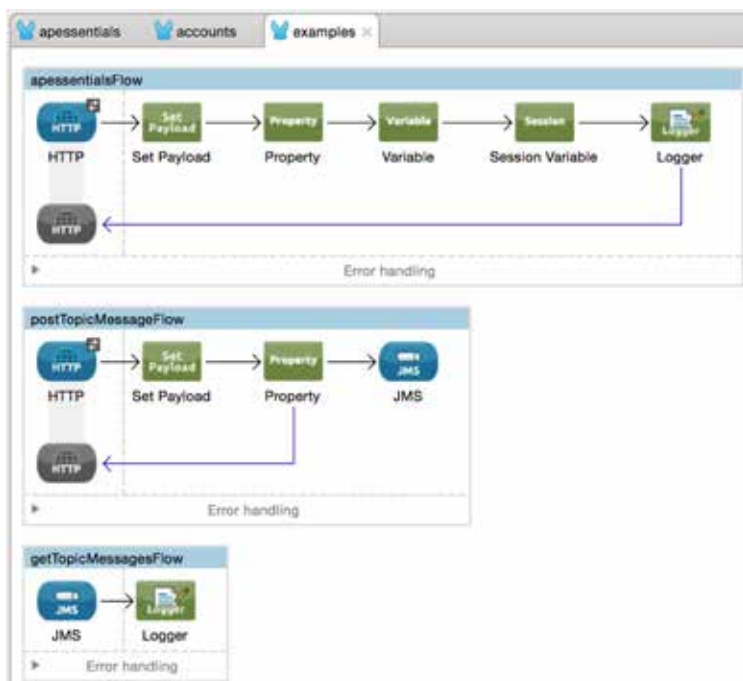 apessentials accounts examples
apessentialsFlow
HTTP Set Payload Property Variable Session Logger
HTTP Set Payload Property Variable Session Variable Logger
HTTP
Error handling
postTopicMessageFlow
HTTP Set Payload Property JMS
HTTP Set Payload Property JMS
HTTP
Error handling
getTopicMessagesFlow
JMS Logger
JMS Logger
Error handling